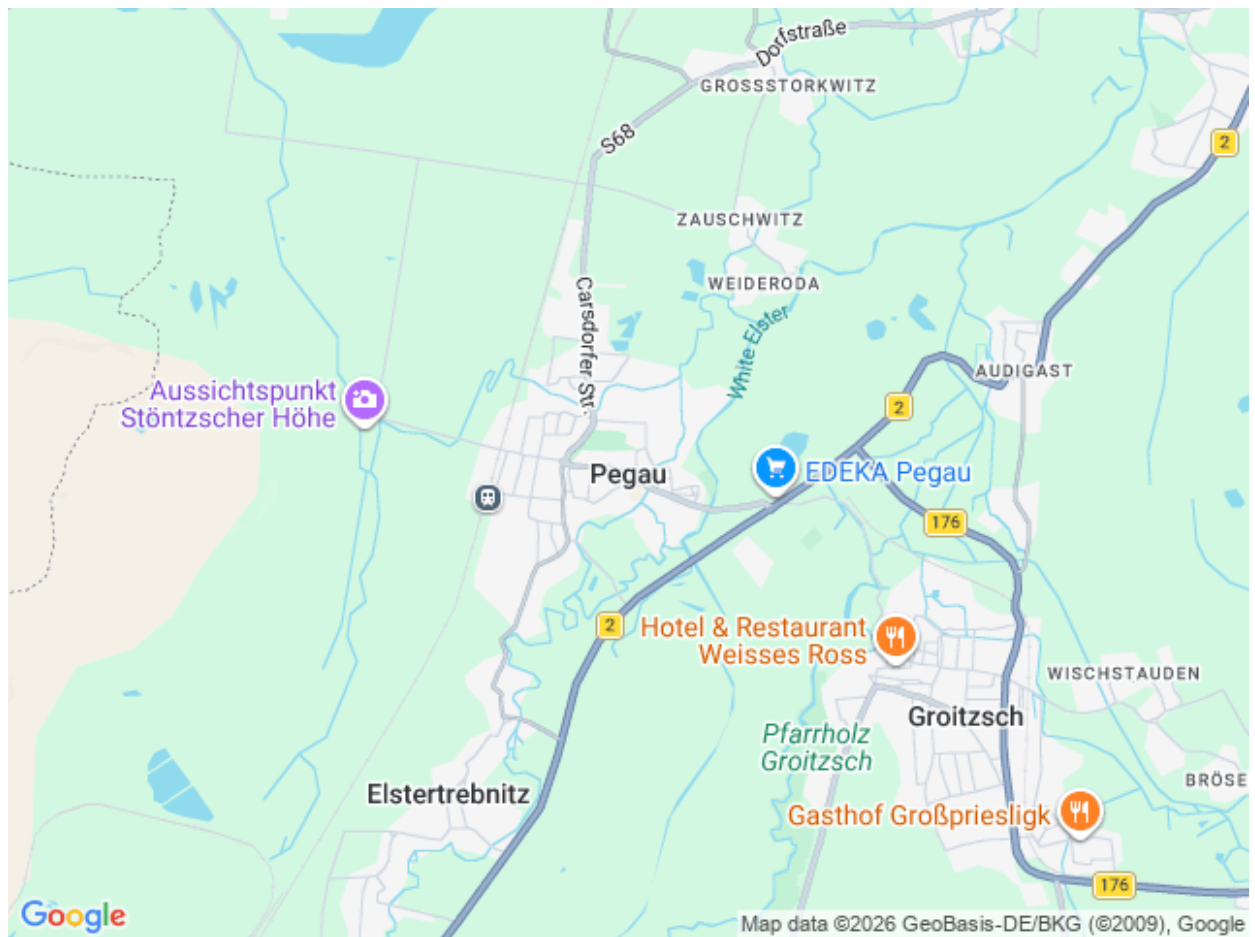 Dorfstraße
GROSSSTORKWITZ
S68
2
ZAUSCHWITZ
WEIDERODA
Carsdorfer Str.
White Elster
AUDIGAST
Aussichtspunkt
Stöntzscher Höhe
2
Pegau
EDEKA Pegau
176
2
Hotel & Restaurant
Weisses Ross
WISCHSTAUDEN
Groitzsch
Pfarrholz
Groitzsch
BRÖSE
Elstertrebnitz
Gasthof Großpriesligk
176
Google
Map data ©2026 GeoBasis-DE/BKG (©2009), Google